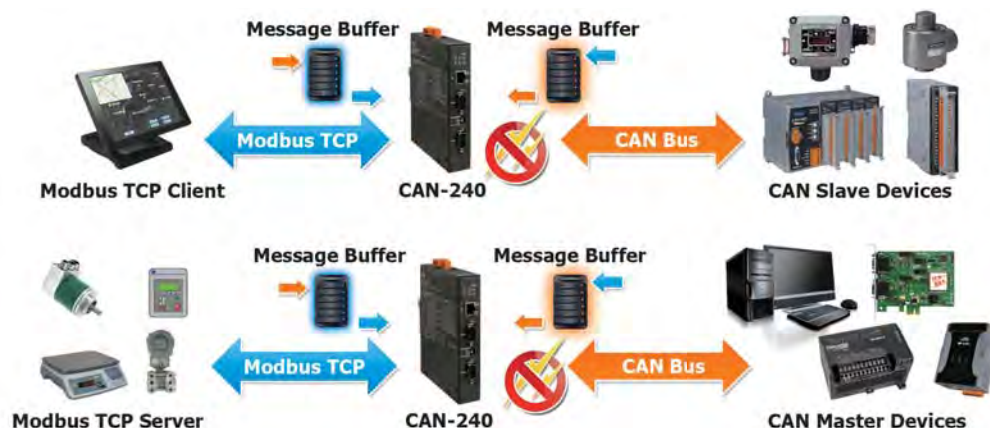 Message Buffer
Message Buffer
Modbus TCP
CAN Bus
Modbus TCP Client
CAN-240
CAN Slave Devices
Message Buffer
Message Buffer
Modbus TCP
CAN Bus
Modbus TCP Server
CAN-240
CAN Master Devices